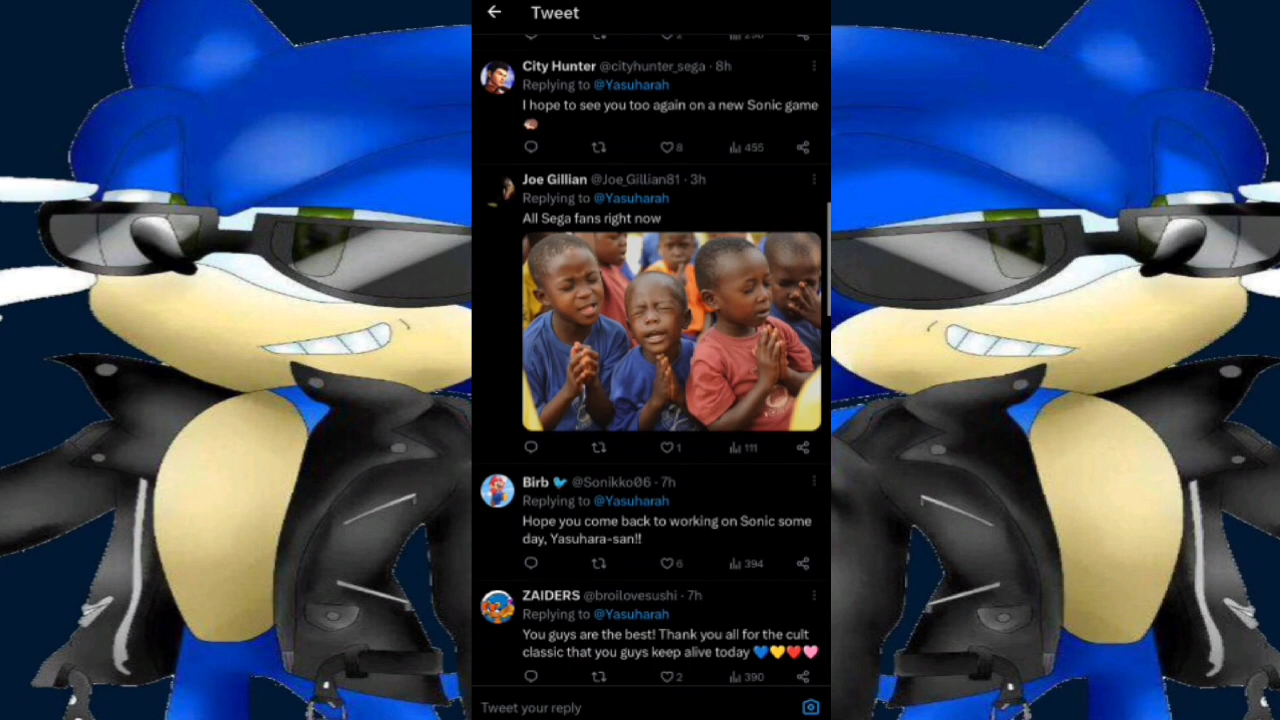 Tweet
2
290
City Hunter @cityhunter_sega · 8h
Replying to @Yasuharah
I hope to see you too again on a new Sonic game
8
455
Joe Gillian @Joe_Gillian81 · 3h
Replying to @Yasuharah
All Sega fans right now
1
111
Birb 🐦 @Sonikko06 · 7h
Replying to @Yasuharah
Hope you come back to working on Sonic some
day, Yasuhara-san!!
6
394
ZAIDERS @broilovesushi · 7h
Replying to @Yasuharah
You guys are the best! Thank you all for the cult
classic that you guys keep alive today 💙💛❤️🩷
2
390
Tweet your reply